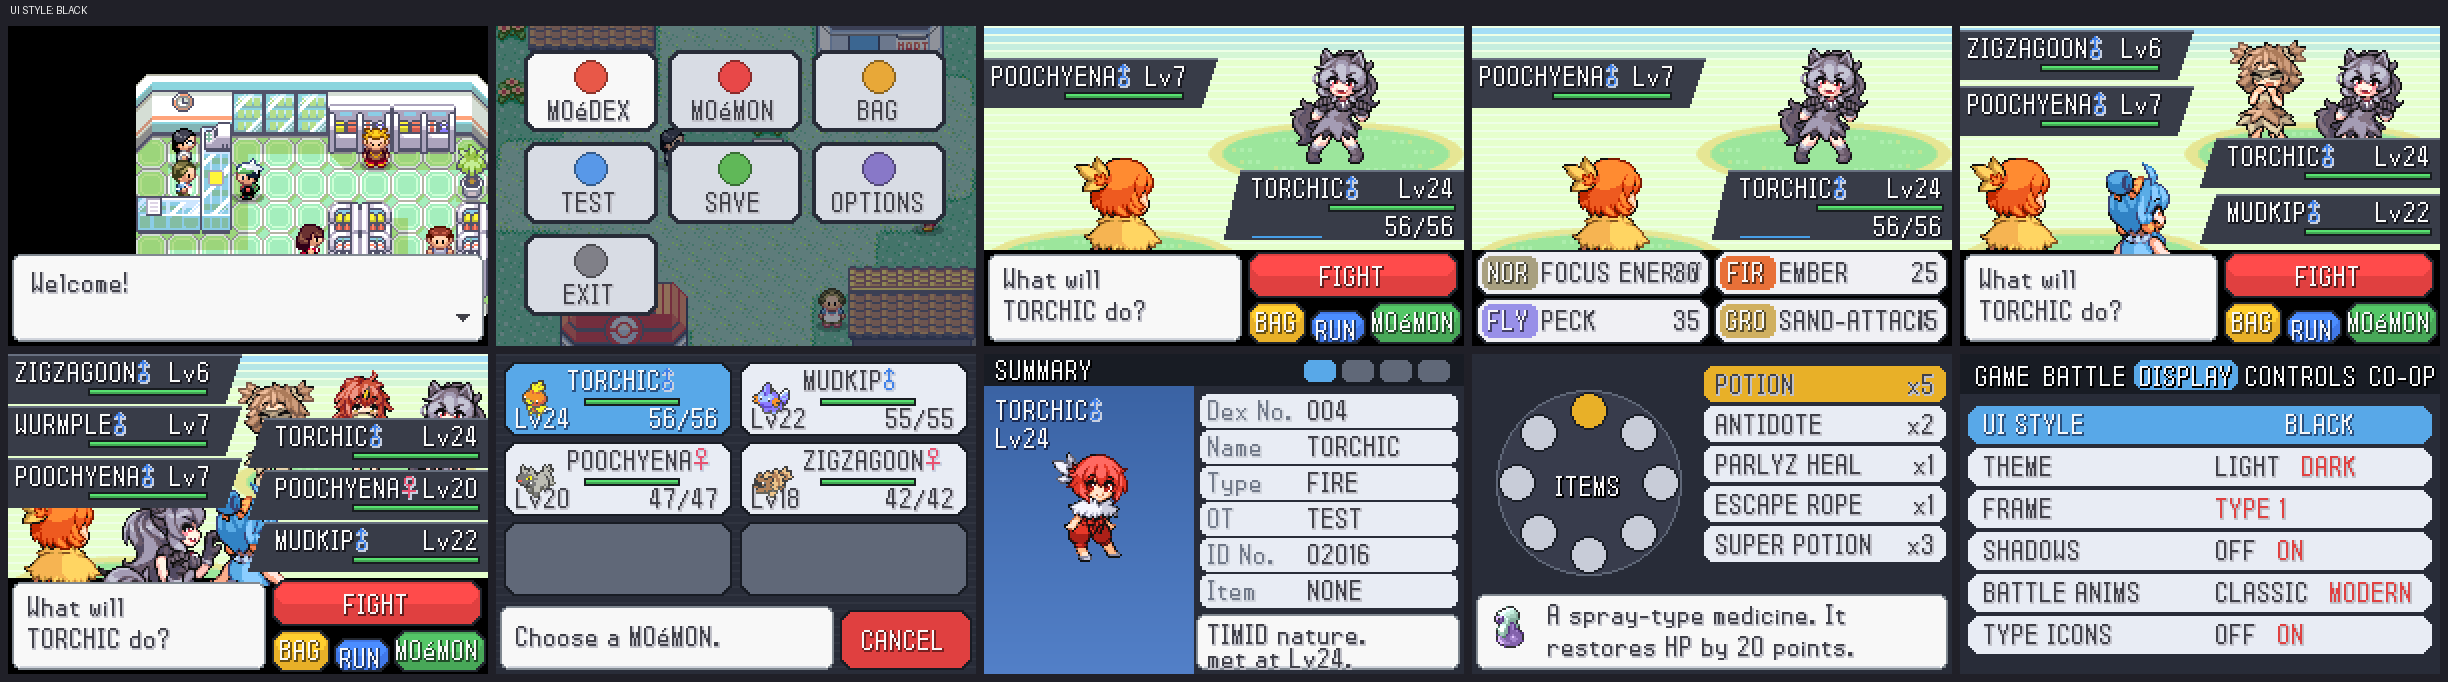 UI STYLE: BLACK
Welcome!
MART
MOéDEX
MOéMON
BAG
TEST
SAVE
OPTIONS
EXIT
POOCHYENA♂ Lv7
TORCHIC♂ Lv24
56/56
What will
TORCHIC do?
FIGHT
BAG
RUN
MOéMON
POOCHYENA♂ Lv7
TORCHIC♂ Lv24
56/56
NOR FOCUS ENER30
FIR EMBER 25
FLY PECK 35
GRO SAND-ATTAC15
ZIGZAGOON♂ Lv6
POOCHYENA♂ Lv7
TORCHIC♂ Lv24
MUDKIP♂ Lv22
What will
TORCHIC do?
FIGHT
BAG
RUN
MOéMON
ZIGZAGOON♂ Lv6
WURMPLE♂ Lv7
POOCHYENA♂ Lv7
TORCHIC♂ Lv24
POOCHYENA♀ Lv20
MUDKIP♂ Lv22
What will
TORCHIC do?
FIGHT
BAG
RUN
MOéMON
TORCHIC♂
Lv24 56/56
MUDKIP♂
Lv22 55/55
POOCHYENA♀
Lv20 47/47
ZIGZAGOON♀
Lv18 42/42
Choose a MOéMON.
CANCEL
SUMMARY
TORCHIC♂
Lv24
Dex No. 004
Name TORCHIC
Type FIRE
OT TEST
ID No. 02016
Item NONE
TIMID nature.
met at Lv24.
ITEMS
POTION x5
ANTIDOTE x2
PARLYZ HEAL x1
ESCAPE ROPE x1
SUPER POTION x3
A spray-type medicine. It
restores HP by 20 points.
GAME BATTLE DISPLAY CONTROLS CO-OP
UI STYLE BLACK
THEME LIGHT DARK
FRAME TYPE 1
SHADOWS OFF ON
BATTLE ANIMS CLASSIC MODERN
TYPE ICONS OFF ON